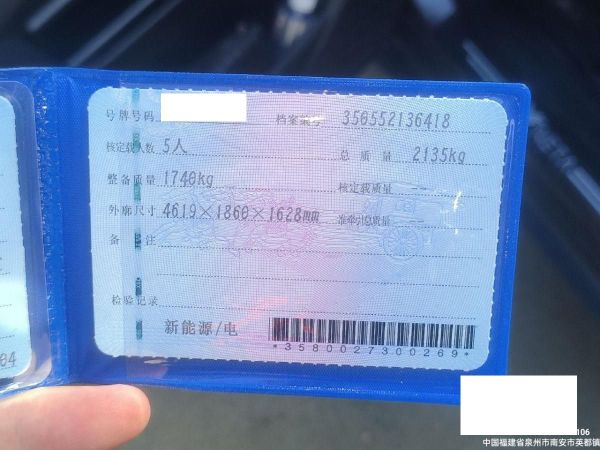 号牌号码
档案编号 356552136418
核定载人数 5人
总质量 2135kg
整备质量 1740kg
核定载质量 --
外廓尺寸 4619×1860×1628mm
准牵引总质量 --
备注
检验记录
新能源/电
*3580027300269*
04
106
中国福建省泉州市南安市英都镇